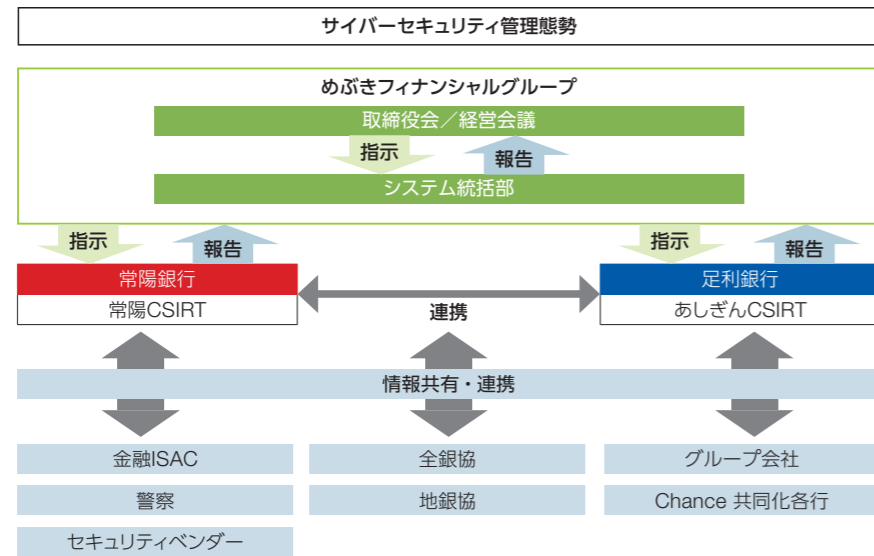 サイバーセキュリティ管理態勢
めぶきフィナンシャルグループ
取締役会／経営会議
指示
報告
システム統括部
指示
報告
指示
報告
常陽銀行
足利銀行
常陽CSIRT
連携
あしぎんCSIRT
情報共有・連携
金融ISAC
全銀協
グループ会社
警察
地銀協
Chance 共同化各行
セキュリティベンダー